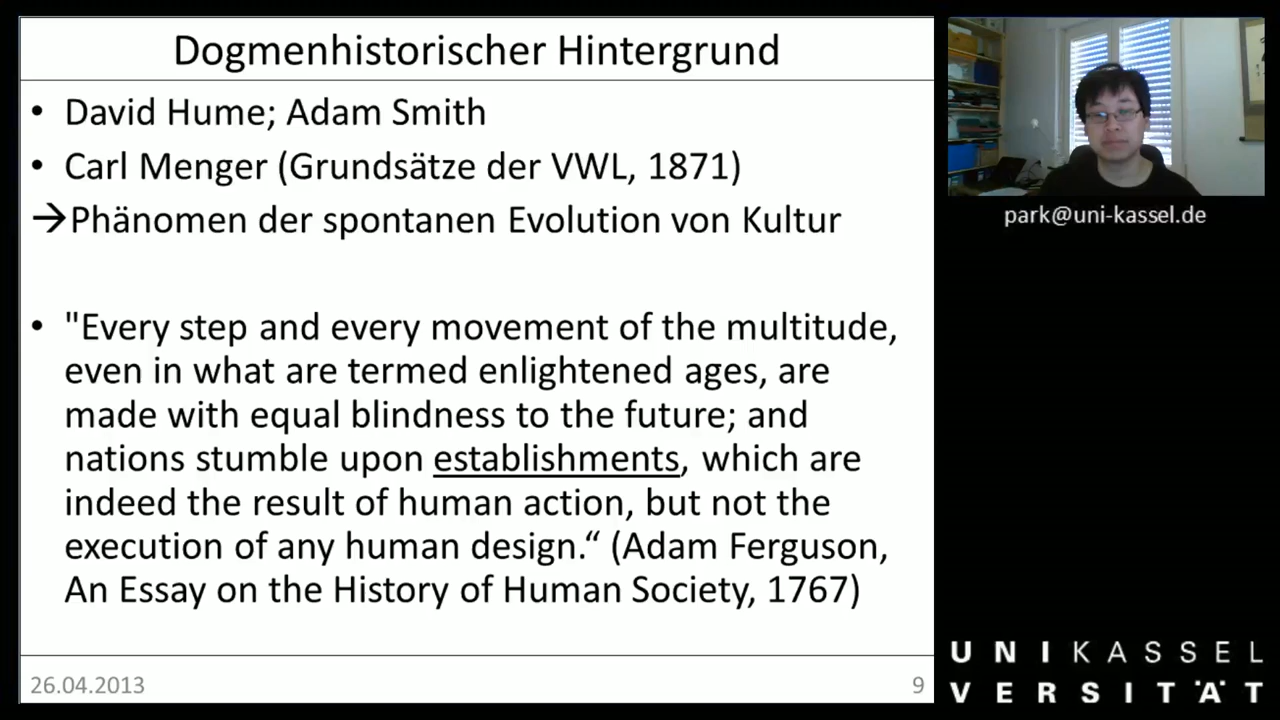 Dogmenhistorischer Hintergrund
• David Hume; Adam Smith
• Carl Menger (Grundsätze der VWL, 1871)
→Phänomen der spontanen Evolution von Kultur
• "Every step and every movement of the multitude,
even in what are termed enlightened ages, are
made with equal blindness to the future; and
nations stumble upon establishments, which are
indeed the result of human action, but not the
execution of any human design.“ (Adam Ferguson,
An Essay on the History of Human Society, 1767)
26.04.2013
9
park@uni-kassel.de
UNIKASSEL
VERSITÄT